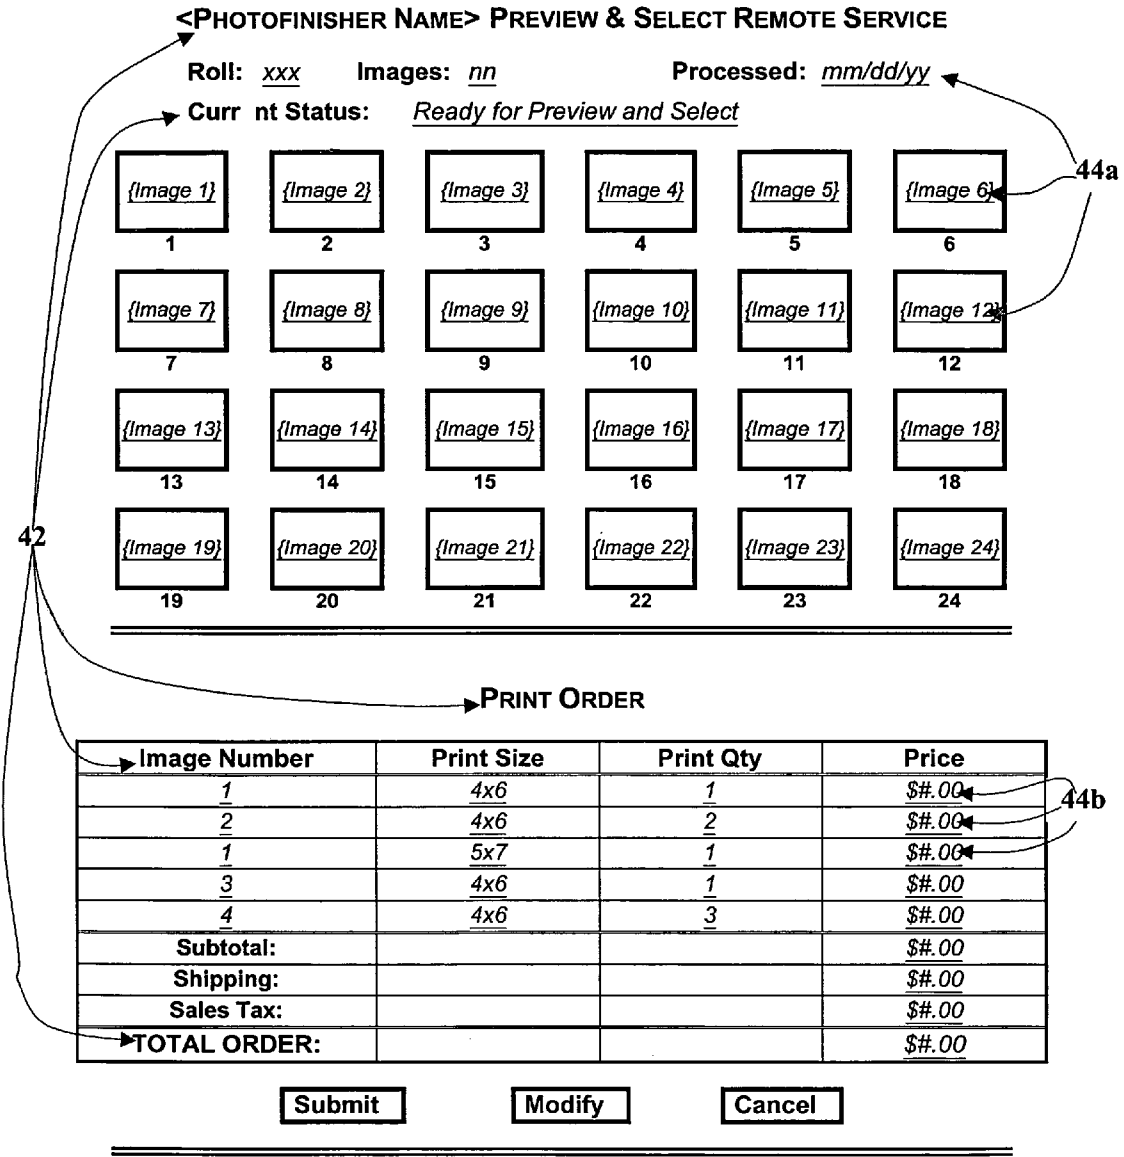 <PHOTOFINISHER NAME> PREVIEW & SELECT REMOTE SERVICE
Roll: xxx Images: nn Processed: mm/dd/yy
Curr nt Status: Ready for Preview and Select
44a
{Image 1} {Image 2} {Image 3} {Image 4} {Image 5} {Image 6}
1 2 3 4 5 6
{Image 7} {Image 8} {Image 9} {Image 10} {Image 11} {Image 12}
7 8 9 10 11 12
{Image 13} {Image 14} {Image 15} {Image 16} {Image 17} {Image 18}
13 14 15 16 17 18
42
{Image 19} {Image 20} {Image 21} {Image 22} {Image 23} {Image 24}
19 20 21 22 23 24
PRINT ORDER
Image Number Print Size Print Qty Price
1 4x6 1 $#.00
44b
2 4x6 2 $#.00
1 5x7 1 $#.00
3 4x6 1 $#.00
4 4x6 3 $#.00
Subtotal: $#.00
Shipping: $#.00
Sales Tax: $#.00
TOTAL ORDER: $#.00
Submit Modify Cancel